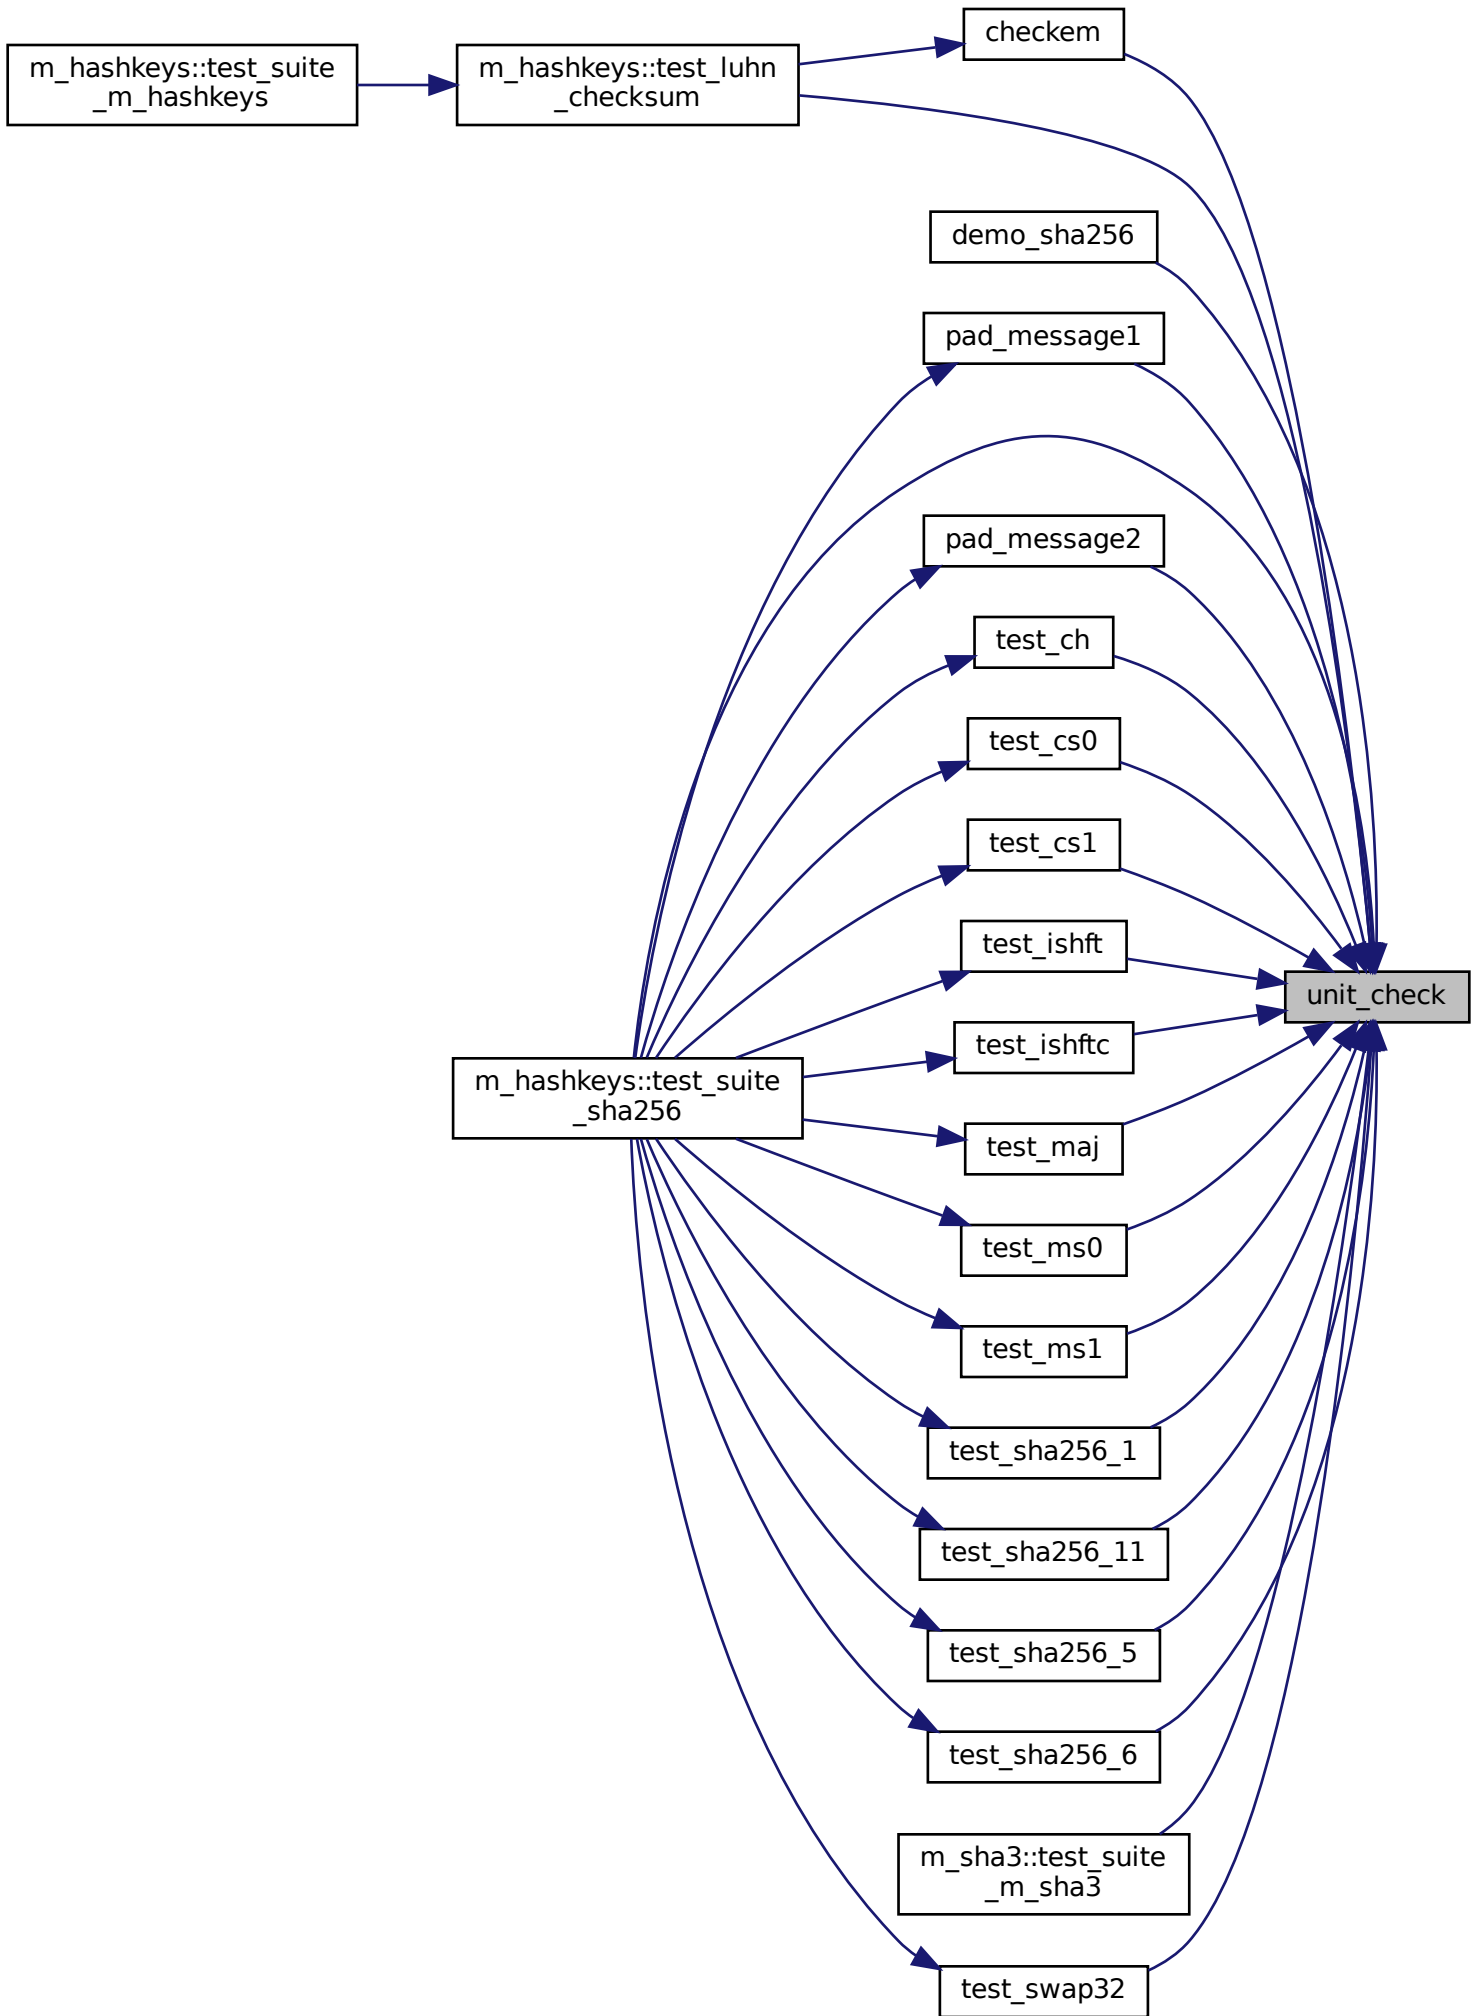 checkem
m_hashkeys::test_suite
_m_hashkeys
m_hashkeys::test_luhn
_checksum
demo_sha256
pad_message1
pad_message2
test_ch
test_cs0
test_cs1
test_ishft
unit_check
test_ishftc
m_hashkeys::test_suite
_sha256
test_maj
test_ms0
test_ms1
test_sha256_1
test_sha256_11
test_sha256_5
test_sha256_6
m_sha3::test_suite
_m_sha3
test_swap32